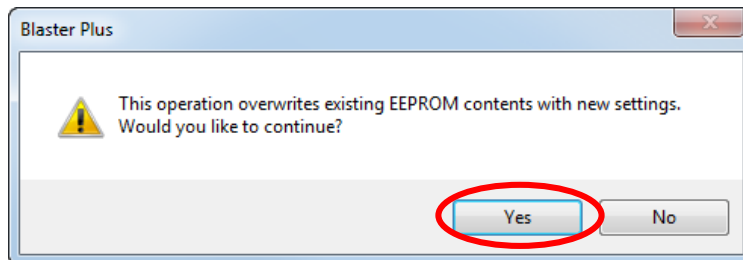 Blaster Plus
This operation overwrites existing EEPROM contents with new settings.
Would you like to continue?
Yes
No